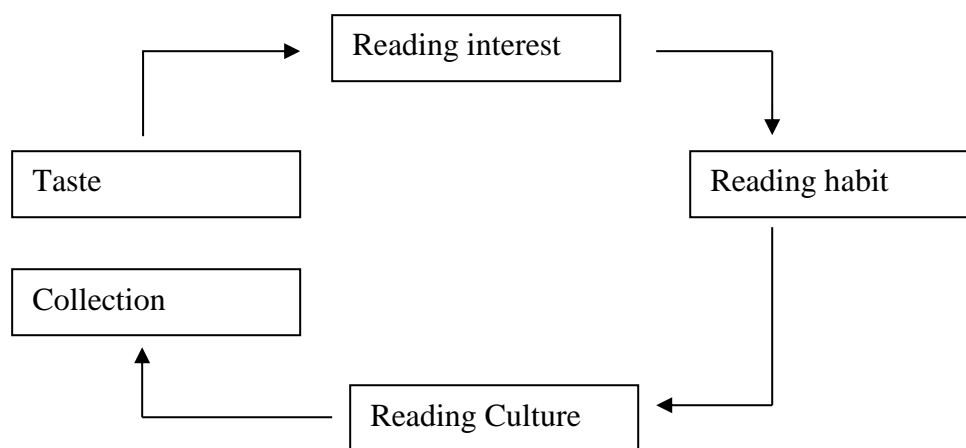 Reading interest
Taste
Reading habit
Collection
Reading Culture